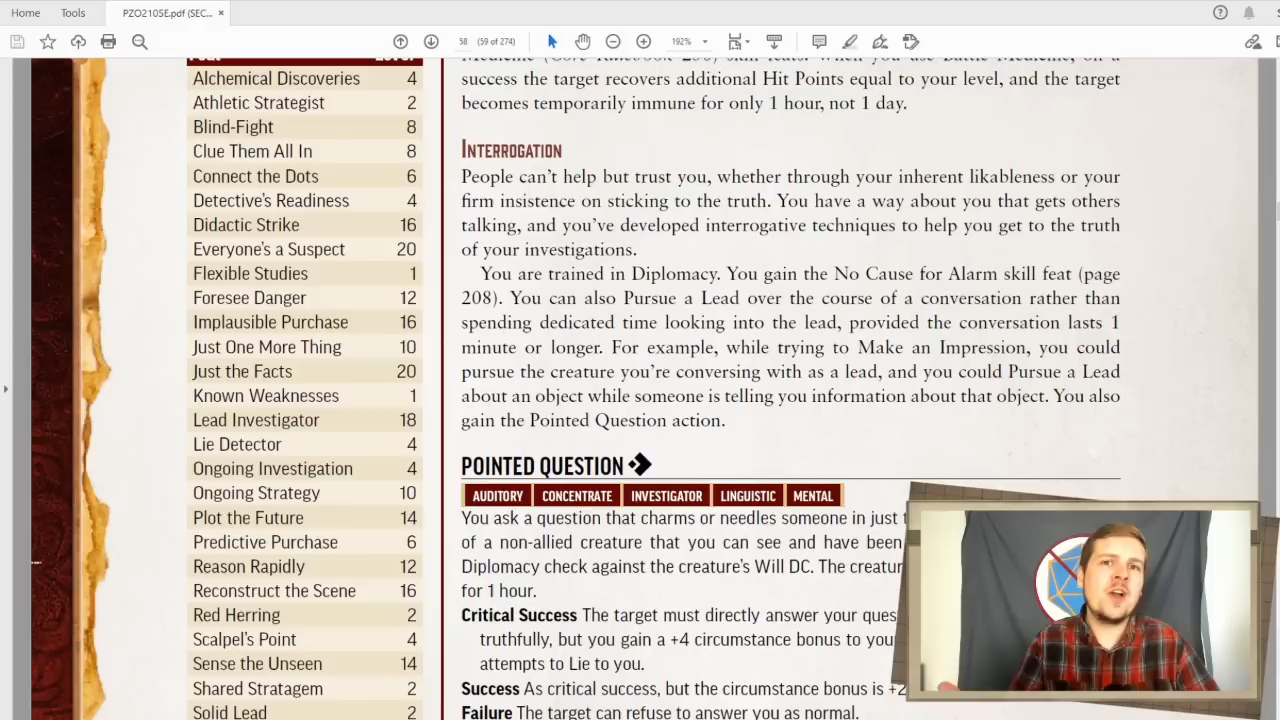 Home
Tools
PZO2105E.pdf (SEC... ×
58
(59 of 274)
192%
Alchemical Discoveries 4
Athletic Strategist 2
Blind-Fight 8
Clue Them All In 8
Connect the Dots 6
Detective's Readiness 4
Didactic Strike 16
Everyone's a Suspect 20
Flexible Studies 1
Foresee Danger 12
Implausible Purchase 16
Just One More Thing 10
Just the Facts 20
Known Weaknesses 1
Lead Investigator 18
Lie Detector 4
Ongoing Investigation 4
Ongoing Strategy 10
Plot the Future 14
Predictive Purchase 6
Reason Rapidly 12
Reconstruct the Scene 16
Red Herring 2
Scalpel's Point 4
Sense the Unseen 14
Shared Stratagem 2
Solid Lead 2
success the target recovers additional Hit Points equal to your level, and the target
becomes temporarily immune for only 1 hour, not 1 day.
INTERROGATION
People can't help but trust you, whether through your inherent likableness or your
firm insistence on sticking to the truth. You have a way about you that gets others
talking, and you've developed interrogative techniques to help you get to the truth
of your investigations.
You are trained in Diplomacy. You gain the No Cause for Alarm skill feat (page
208). You can also Pursue a Lead over the course of a conversation rather than
spending dedicated time looking into the lead, provided the conversation lasts 1
minute or longer. For example, while trying to Make an Impression, you could
pursue the creature you're conversing with as a lead, and you could Pursue a Lead
about an object while someone is telling you information about that object. You also
gain the Pointed Question action.
POINTED QUESTION
AUDITORY CONCENTRATE INVESTIGATOR LINGUISTIC MENTAL
You ask a question that charms or needles someone in just
of a non-allied creature that you can see and have been
Diplomacy check against the creature's Will DC. The
for 1 hour.
Critical Success The target must directly answer your
truthfully, but you gain a +4 circumstance bonus to
attempts to Lie to you.
Success As critical success, but the circumstance bonus is +2
Failure The target can refuse to answer you as normal.